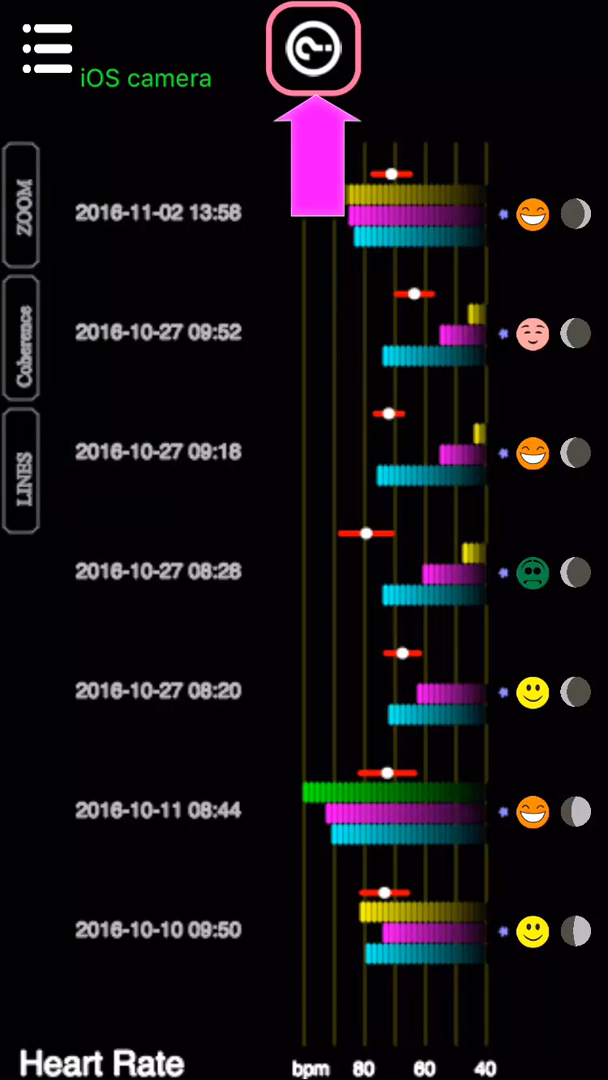 ?
iOS camera
ZOOM
Coherence
LINES
2016-11-02 13:58
2016-10-27 09:52
2016-10-27 09:18
2016-10-27 08:28
2016-10-27 08:20
2016-10-11 08:44
2016-10-10 09:50
Heart Rate
bpm 80 60 40